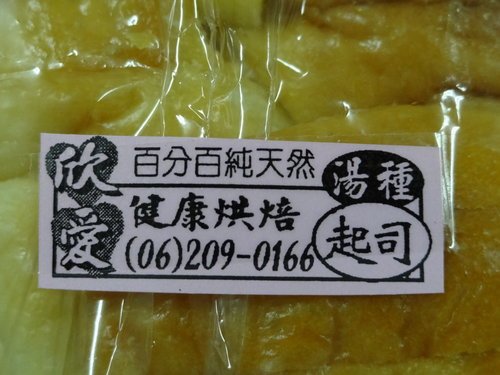 欣愛
百分百純天然
健康烘焙
(06)209-0166
湯種
起司